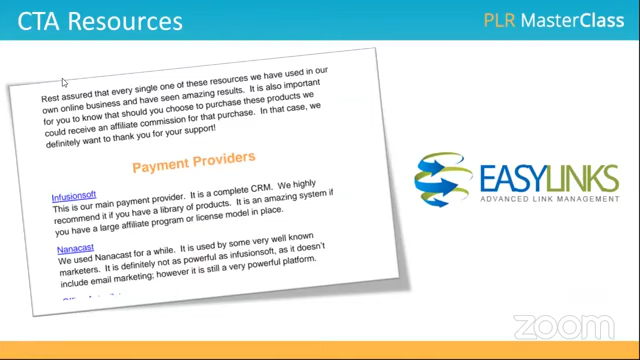 CTA Resources
PLR MasterClass
Rest assured that every single one of these resources we have used in our
own online business and have seen amazing results. It is also important
for you to know that should you choose to purchase these products we
could receive an affiliate commission for that purchase. In that case, we
definitely want to thank you for your support!
Payment Providers
Infusionsoft
This is our main payment provider. It is a complete CRM. We highly
recommend it if you have a library of products. It is an amazing system if
you have a large affiliate program or license model in place.
Nanacast
We used Nanacast for a while. It is used by some very well known
marketers. It is definitely not as powerful as infusionsoft, as it doesn't
include email marketing; however it is still a very powerful platform.
EASYLINKS
ADVANCED LINK MANAGEMENT
zoom